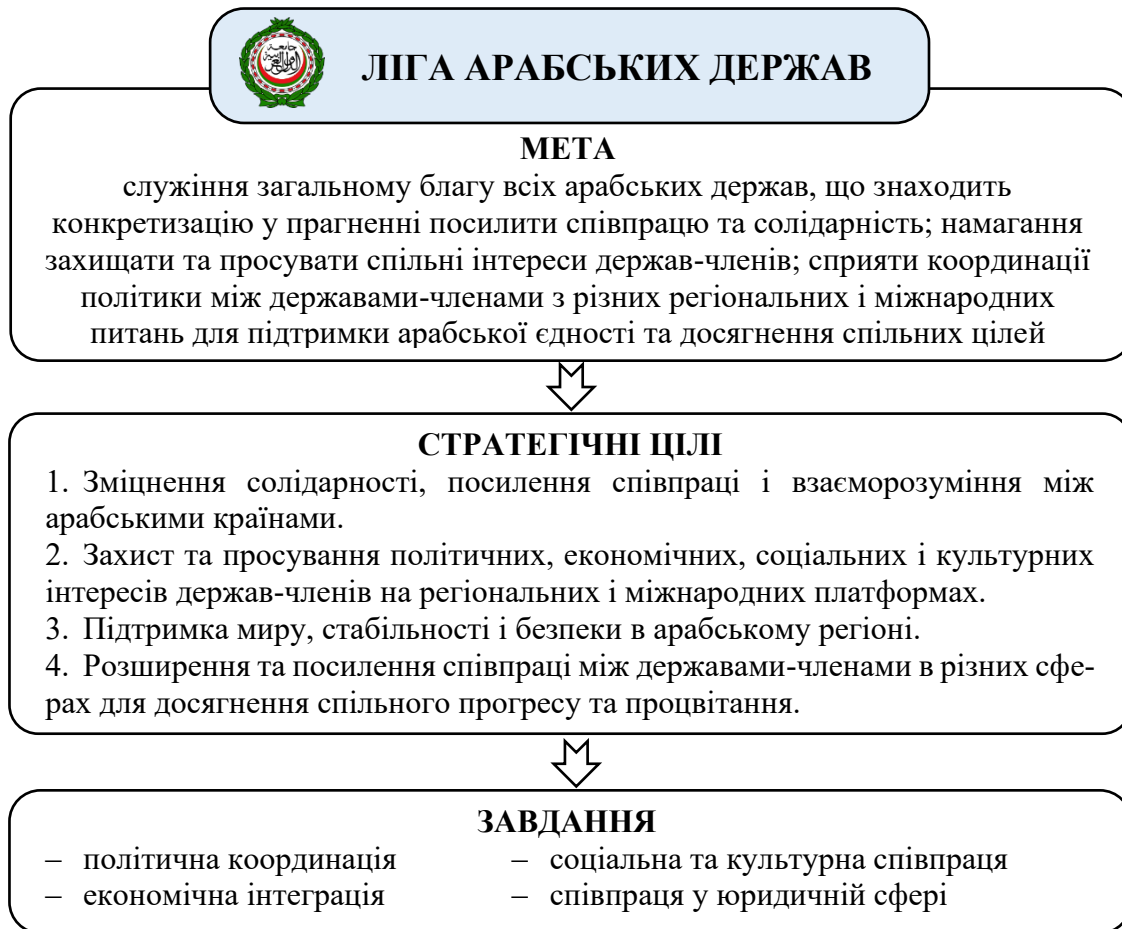 جامعة الدول العربية
ЛІГА АРАБСЬКИХ ДЕРЖАВ
МЕТА
служіння загальному благу всіх арабських держав, що знаходить
конкретизацію у прагненні посилити співпрацю та солідарність; намагання
захищати та просувати спільні інтереси держав-членів; сприяти координації
політики між державами-членами з різних регіональних і міжнародних
питань для підтримки арабської єдності та досягнення спільних цілей
СТРАТЕГІЧНІ ЦІЛІ
1. Зміцнення солідарності, посилення співпраці і взаєморозуміння між
арабськими країнами.
2. Захист та просування політичних, економічних, соціальних і культурних
інтересів держав-членів на регіональних і міжнародних платформах.
3. Підтримка миру, стабільності і безпеки в арабському регіоні.
4. Розширення та посилення співпраці між державами-членами в різних сфе-
рах для досягнення спільного прогресу та процвітання.
ЗАВДАННЯ
– політична координація
– економічна інтеграція
– соціальна та культурна співпраця
– співпраця у юридичній сфері